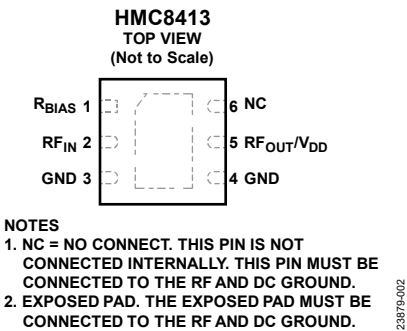 HMC8413
TOP VIEW
(Not to Scale)
RBIAS 1
6 NC
RFIN 2
5 RFOUT/VDD
GND 3
4 GND
NOTES
1. NC = NO CONNECT. THIS PIN IS NOT
CONNECTED INTERNALLY. THIS PIN MUST BE
CONNECTED TO THE RF AND DC GROUND.
2. EXPOSED PAD. THE EXPOSED PAD MUST BE
CONNECTED TO THE RF AND DC GROUND.
23879-002